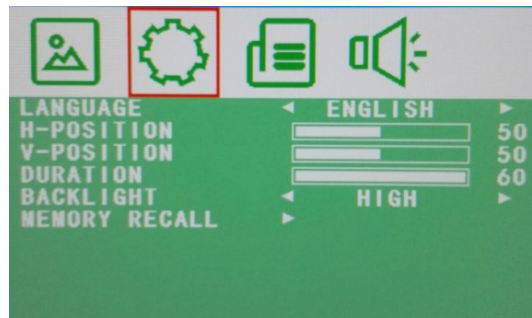 LANGUAGE ENGLISH
H-POSITION 50
V-POSITION 50
DURATION 60
BACKLIGHT HIGH
MEMORY RECALL